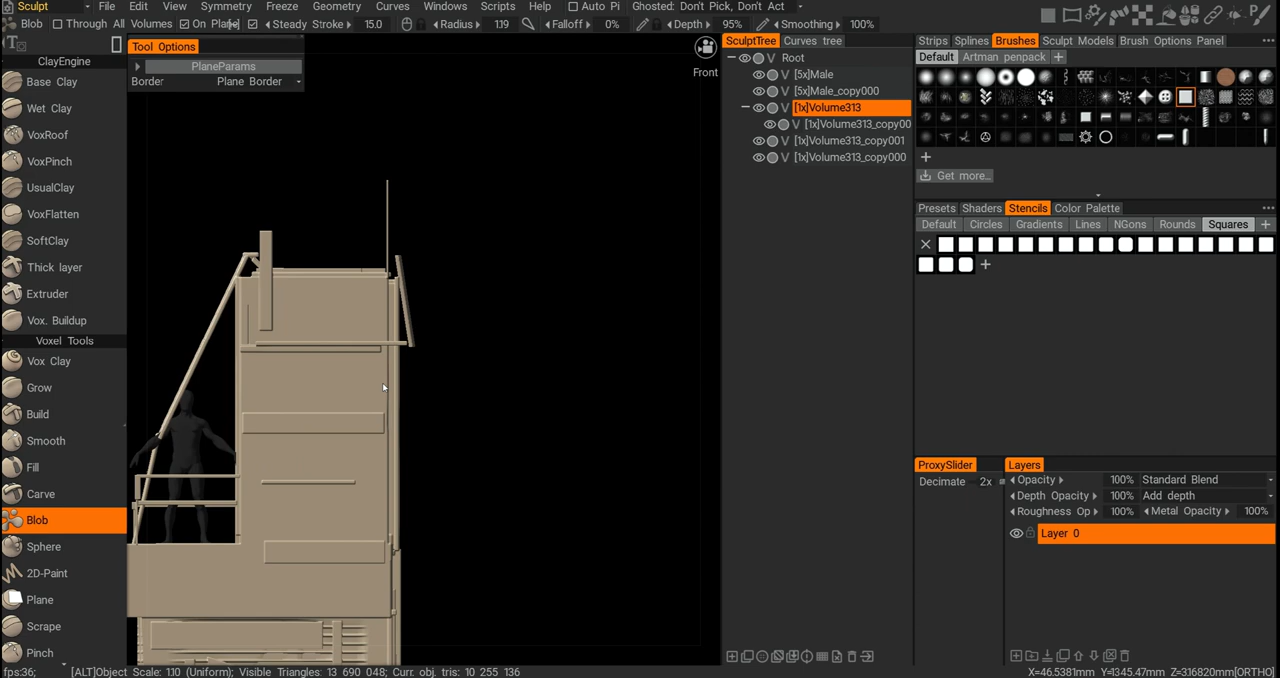 Sculpt File Edit View Symmetry Freeze Geometry Curves Windows Scripts Help Auto Pi Ghosted: Don't Pick, Don't Act
Blob Through All Volumes On Plane Steady Stroke 15.0 Radius 119 Falloff 0% Depth 95% Smoothing 100%
Tool Options
PlaneParams
Border Plane Border
ClayEngine
Base Clay
Wet Clay
VoxRoof
VoxPinch
UsualClay
VoxFlatten
SoftClay
Thick layer
Extruder
Vox. Buildup
Voxel Tools
Vox Clay
Grow
Build
Smooth
Fill
Carve
Blob
Sphere
2D-Paint
Plane
Scrape
Pinch
Front
SculptTree Curves tree
Root
[5x]Male
[5x]Male_copy000
[1x]Volume313
[1x]Volume313_copy00
[1x]Volume313_copy001
[1x]Volume313_copy000
Strips Splines Brushes Sculpt Models Brush Options Panel
Default Artman penpack
Get more...
Presets Shaders Stencils Color Palette
Default Circles Gradients Lines NGons Rounds Squares
ProxySlider
Decimate 2x
Layers
Opacity 100% Standard Blend
Depth Opacity 100% Add depth
Roughness Op 100% Metal Opacity 100%
Layer 0
fps:36; [ALT]Object Scale: 1.10 (Uniform); Visible Triangles: 13 690 048; Curr. obj. tris: 10 255 136 X=46.5381mm Y=1345.47mm Z=3.16820mm [ORTHO]